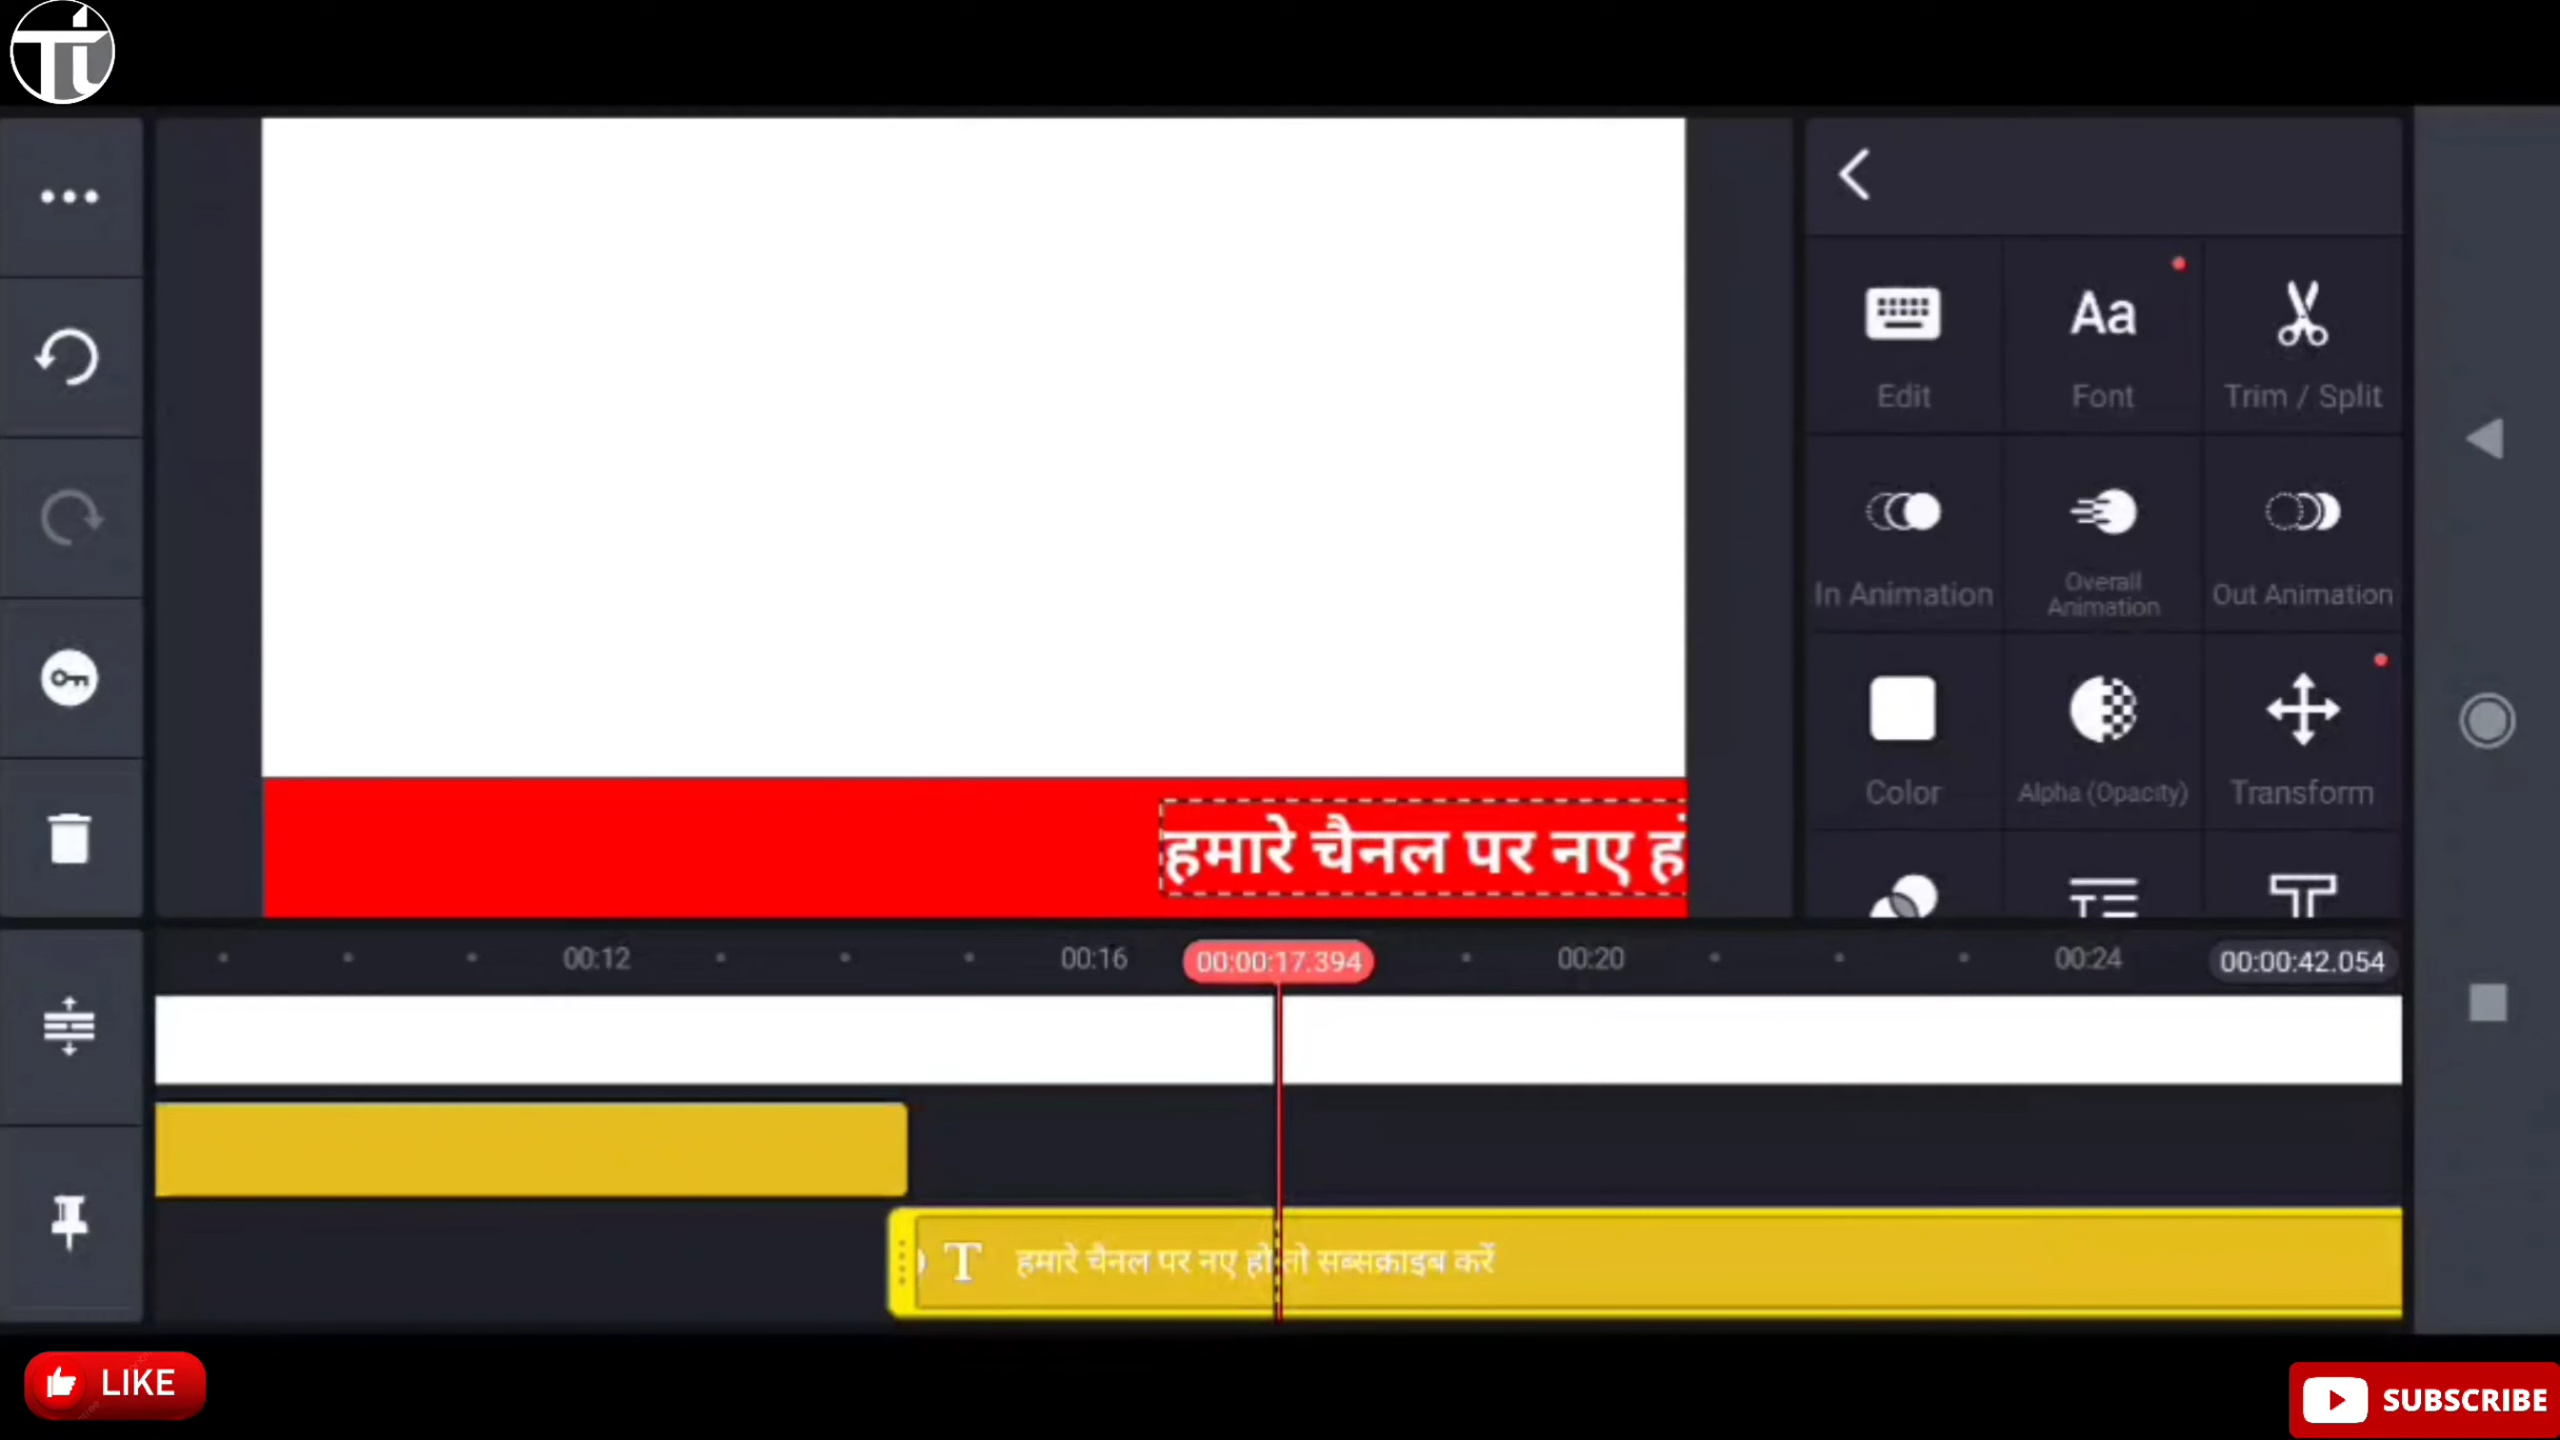 Ti
Edit
Font
Trim / Split
In Animation
Overall
Animation
Out Animation
Color
Alpha (Opacity)
Transform
हमारे चैनल पर नए
00:12
00:16
00:00:17.394
00:20
00:24
00:00:42.054
T हमारे चैनल पर नए हो तो सब्सक्राइब करें
LIKE
SUBSCRIBE